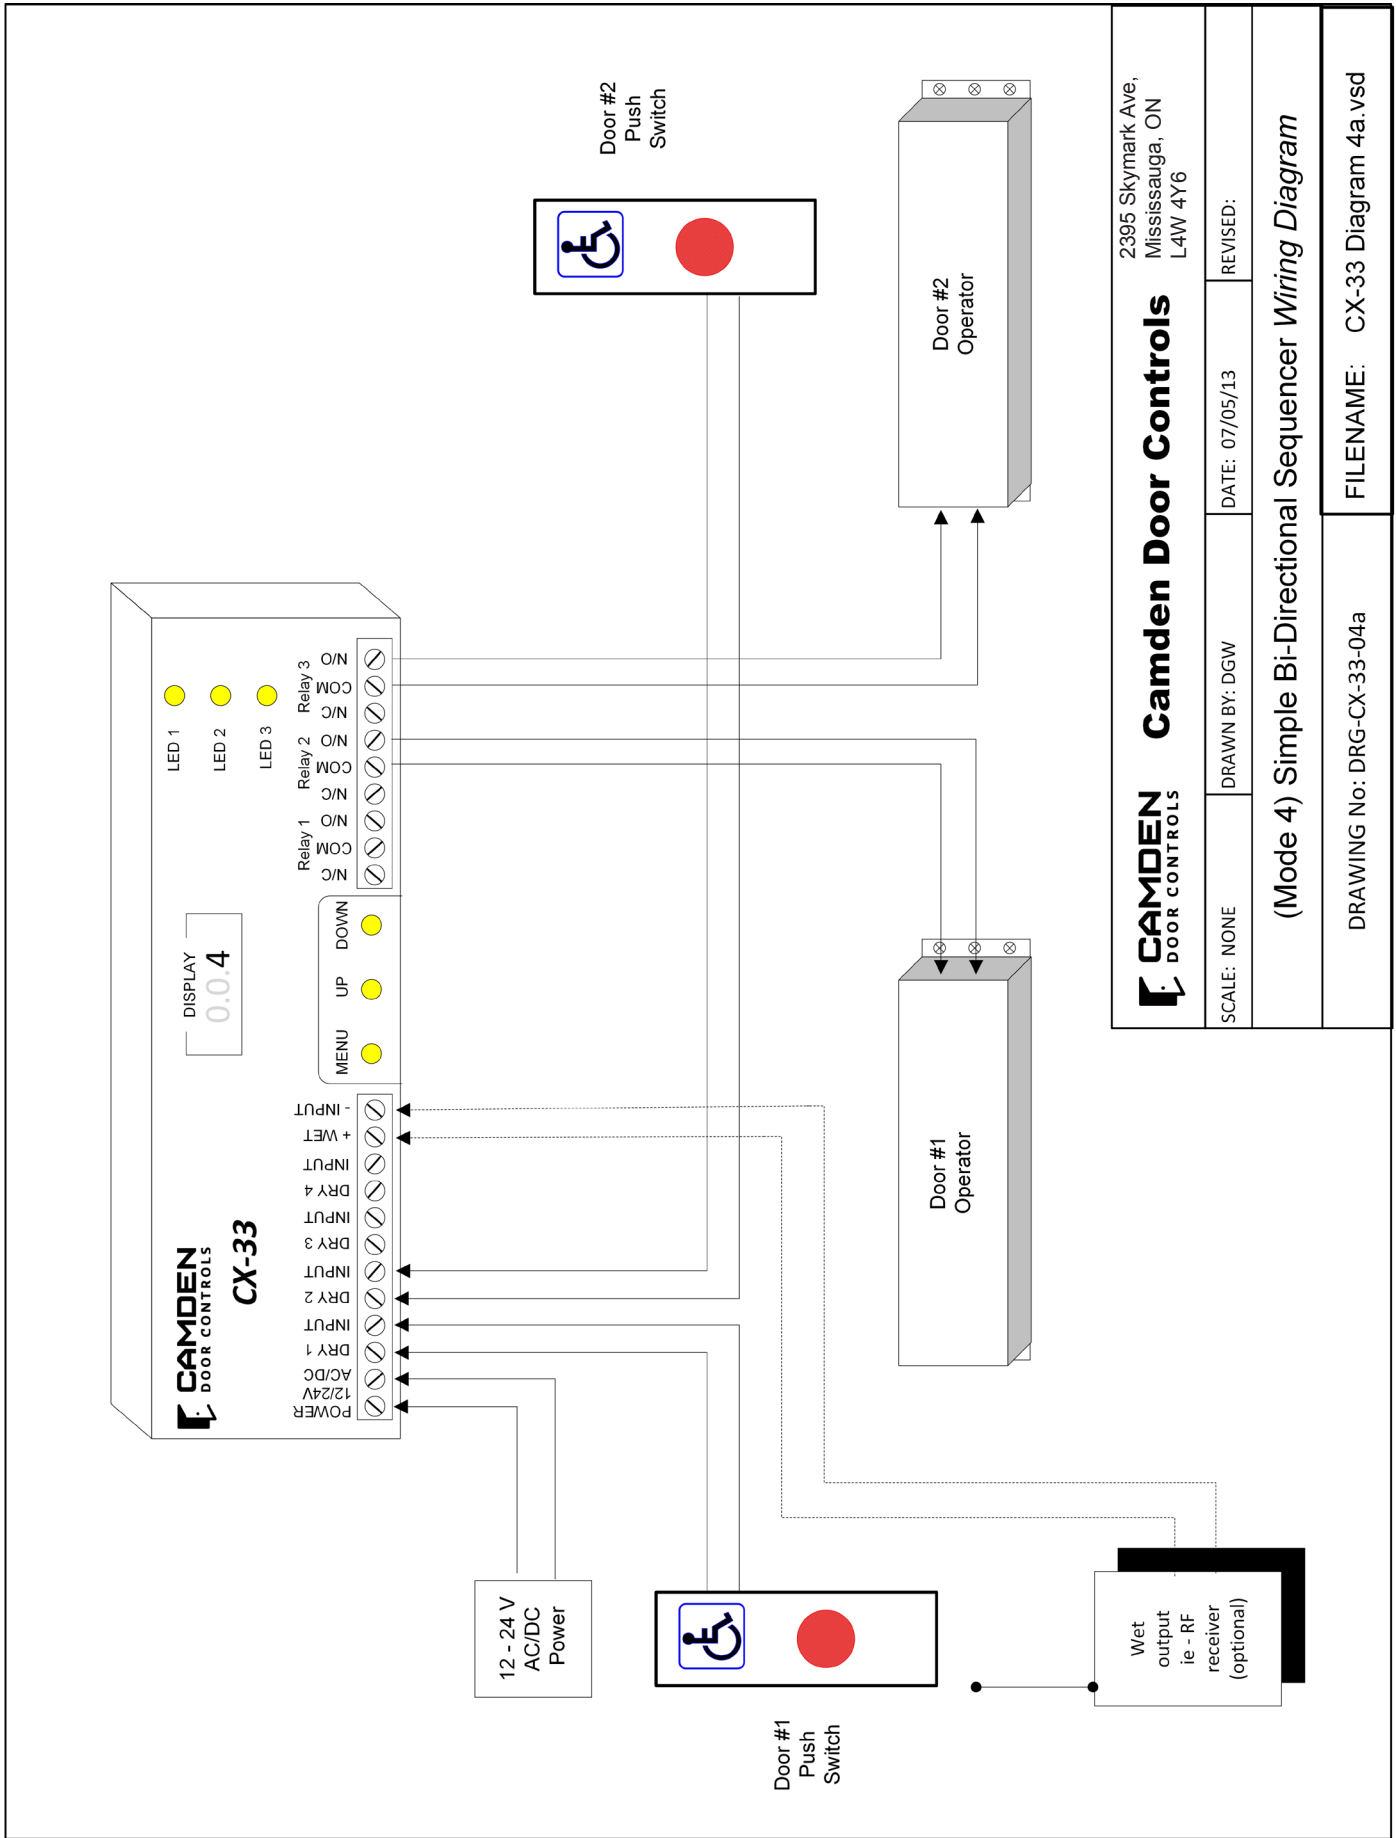 CAMDEN
DOOR CONTROLS
CX-33
DISPLAY
0.0.4
LED 1
LED 2
LED 3
MENU
UP
DOWN
Relay 1
Relay 2
Relay 3
POWER
12/24V
AC/DC
DRY 1
INPUT
DRY 2
INPUT
DRY 3
INPUT
DRY 4
INPUT
+ WET
- INPUT
N/C
COM
N/O
N/C
COM
N/O
N/C
COM
N/O
12 - 24 V
AC/DC
Power
Door #1
Push
Switch
Door #2
Push
Switch
Wet
output
ie - RF
receiver
(optional)
Door #1
Operator
Door #2
Operator
CAMDEN
DOOR CONTROLS
Camden Door Controls
2395 Skymark Ave,
Mississauga, ON
L4W 4Y6
SCALE: NONE
DRAWN BY: DGW
DATE: 07/05/13
REVISED:
(Mode 4) Simple Bi-Directional Sequencer Wiring Diagram
DRAWING No: DRG-CX-33-04a
FILENAME: CX-33 Diagram 4a.vsd